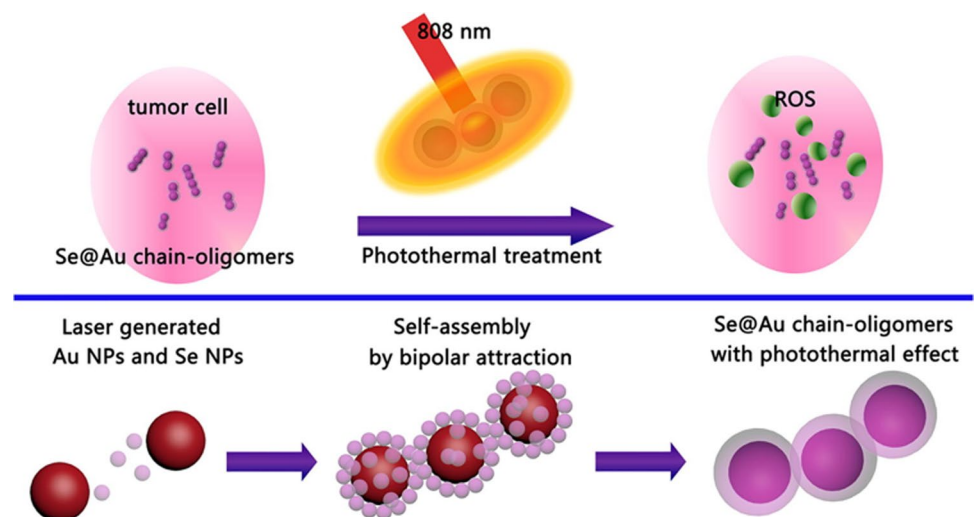 808 nm
tumor cell
ROS
Se@Au chain-oligomers
Photothermal treatment
Laser generated
Au NPs and Se NPs
Self-assembly
by bipolar attraction
Se@Au chain-oligomers
with photothermal effect